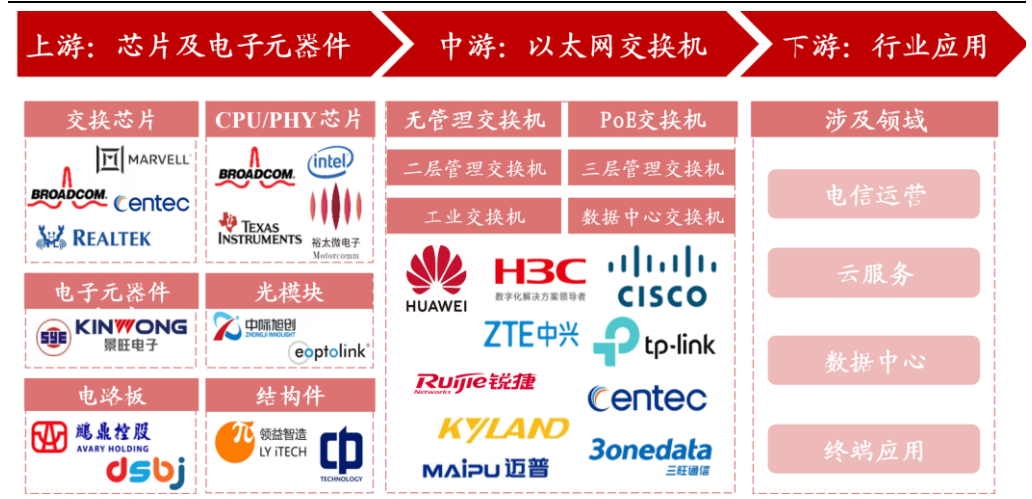 上游：芯片及电子元器件
中游：以太网交换机
下游：行业应用
交换芯片
MARVELL
BROADCOM.
Centec
REALTEK
CPU/PHY芯片
BROADCOM.
intel
TEXAS
INSTRUMENTS
裕太微电子
Motorcomm
电子元器件
SYE
KINWONG
景旺电子
光模块
中际旭创
ZHONGJI INNOLIGHT
eoptolink
电路板
鹏鼎控股
AVARY HOLDING
dsbj
结构件
领益智造
LY iTECH
TECHNOLOGY
无管理交换机
PoE交换机
二层管理交换机
三层管理交换机
工业交换机
数据中心交换机
HUAWEI
H3C
数字化解决方案领导者
CISCO
ZTE中兴
tp-link
Ruijie锐捷
Networks
Centec
KYLAND
MAiPU 迈普
3onedata
三旺通信
涉及领域
电信运营
云服务
数据中心
终端应用